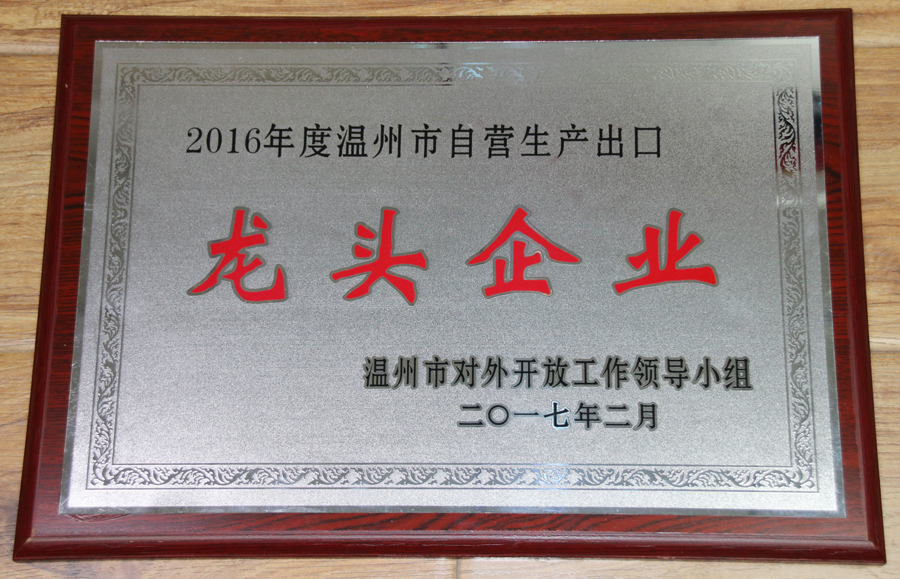 2016年度温州市自营生产出口
龙头企业
温州市对外开放工作领导小组
二〇一七年二月